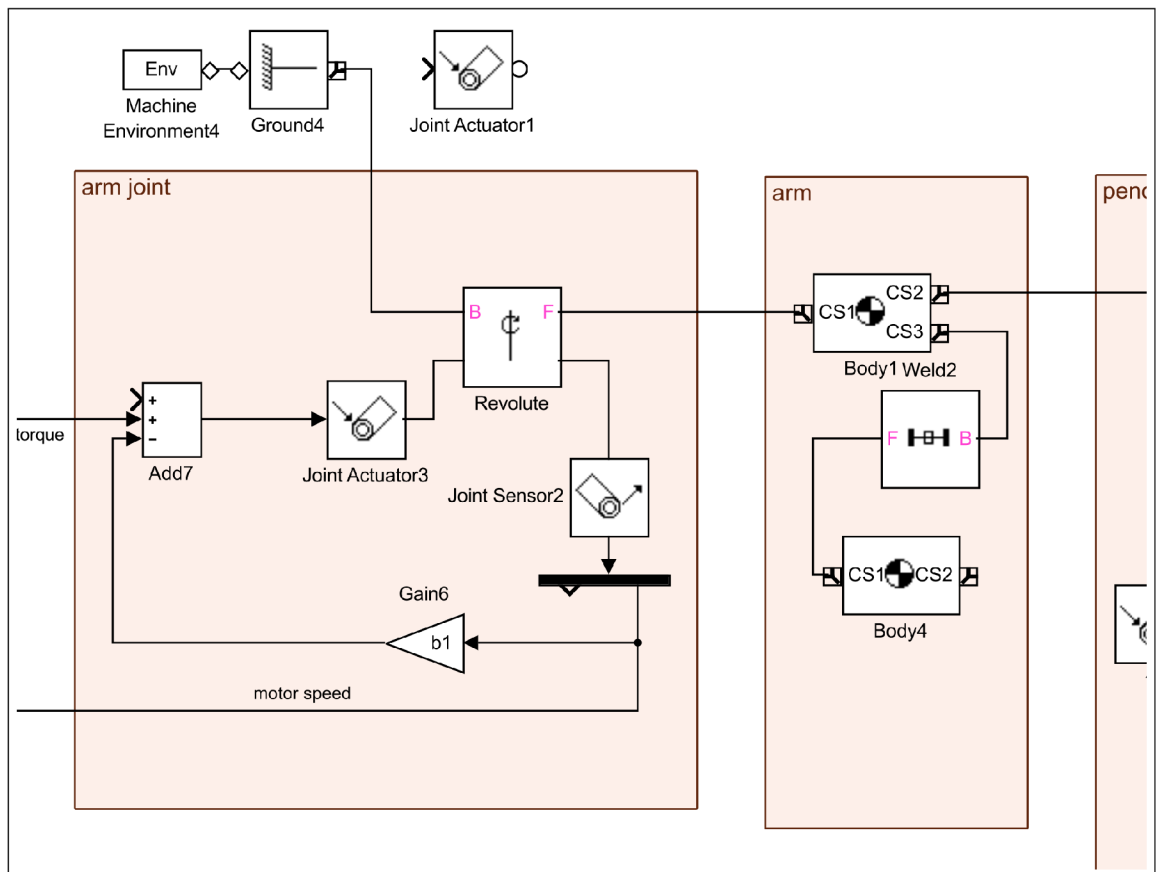 Env
Machine
Environment4
Ground4
Joint Actuator1
arm joint
arm
pend
B
F
Revolute
CS1
CS2
CS3
Body1
Weld2
F
B
+
+
−
torque
Add7
Joint Actuator3
Joint Sensor2
CS1
CS2
Body4
Gain6
b1
motor speed